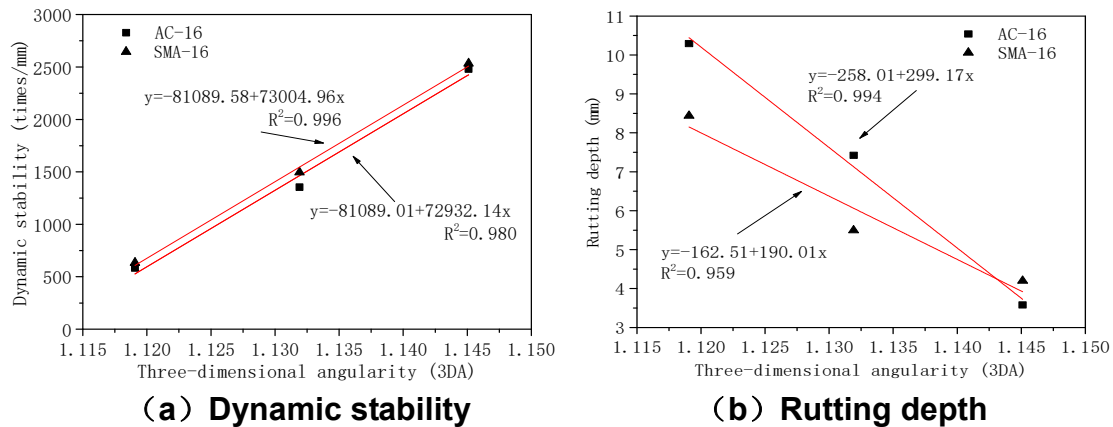 3000
2500
2000
1500
1000
500
0
Dynamic stability (times/mm)
AC-16
SMA-16
y=-81089.58+73004.96x
R²=0.996
y=-81089.01+72932.14x
R²=0.980
1.115 1.120 1.125 1.130 1.135 1.140 1.145 1.150
Three-dimensional angularity (3DA)
(a) Dynamic stability
11
10
9
8
7
6
5
4
3
Rutting depth (mm)
AC-16
SMA-16
y=-258.01+299.17x
R²=0.994
y=-162.51+190.01x
R²=0.959
1.115 1.120 1.125 1.130 1.135 1.140 1.145 1.150
Three-dimensional angularity (3DA)
(b) Rutting depth